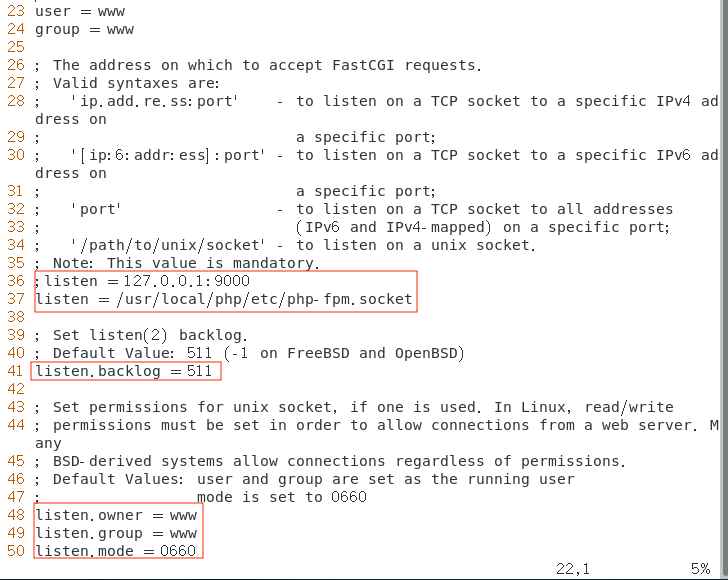 23 user = www
24 group = www
25
26 ; The address on which to accept FastCGI requests.
27 ; Valid syntaxes are:
28 ;   'ip.add.re.ss:port'    - to listen on a TCP socket to a specific IPv4 ad
dress on
29 ;                            a specific port;
30 ;   '[ip:6:addr:ess]:port' - to listen on a TCP socket to a specific IPv6 ad
dress on
31 ;                            a specific port;
32 ;   'port'                 - to listen on a TCP socket to all addresses
33 ;                            (IPv6 and IPv4-mapped) on a specific port;
34 ;   '/path/to/unix/socket' - to listen on a unix socket.
35 ; Note: This value is mandatory.
36 ;listen = 127.0.0.1:9000
37 listen = /usr/local/php/etc/php-fpm.socket
38
39 ; Set listen(2) backlog.
40 ; Default Value: 511 (-1 on FreeBSD and OpenBSD)
41 listen.backlog = 511
42
43 ; Set permissions for unix socket, if one is used. In Linux, read/write
44 ; permissions must be set in order to allow connections from a web server. M
any
45 ; BSD-derived systems allow connections regardless of permissions.
46 ; Default Values: user and group are set as the running user
47 ;                 mode is set to 0660
48 listen.owner = www
49 listen.group = www
50 listen.mode = 0660
22,1 5%